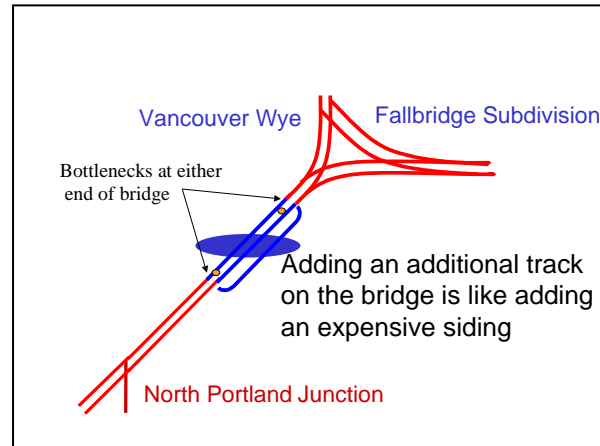 Vancouver Wye
Fallbridge Subdivision
Bottlenecks at either
end of bridge
Adding an additional track
on the bridge is like adding
an expensive siding
North Portland Junction